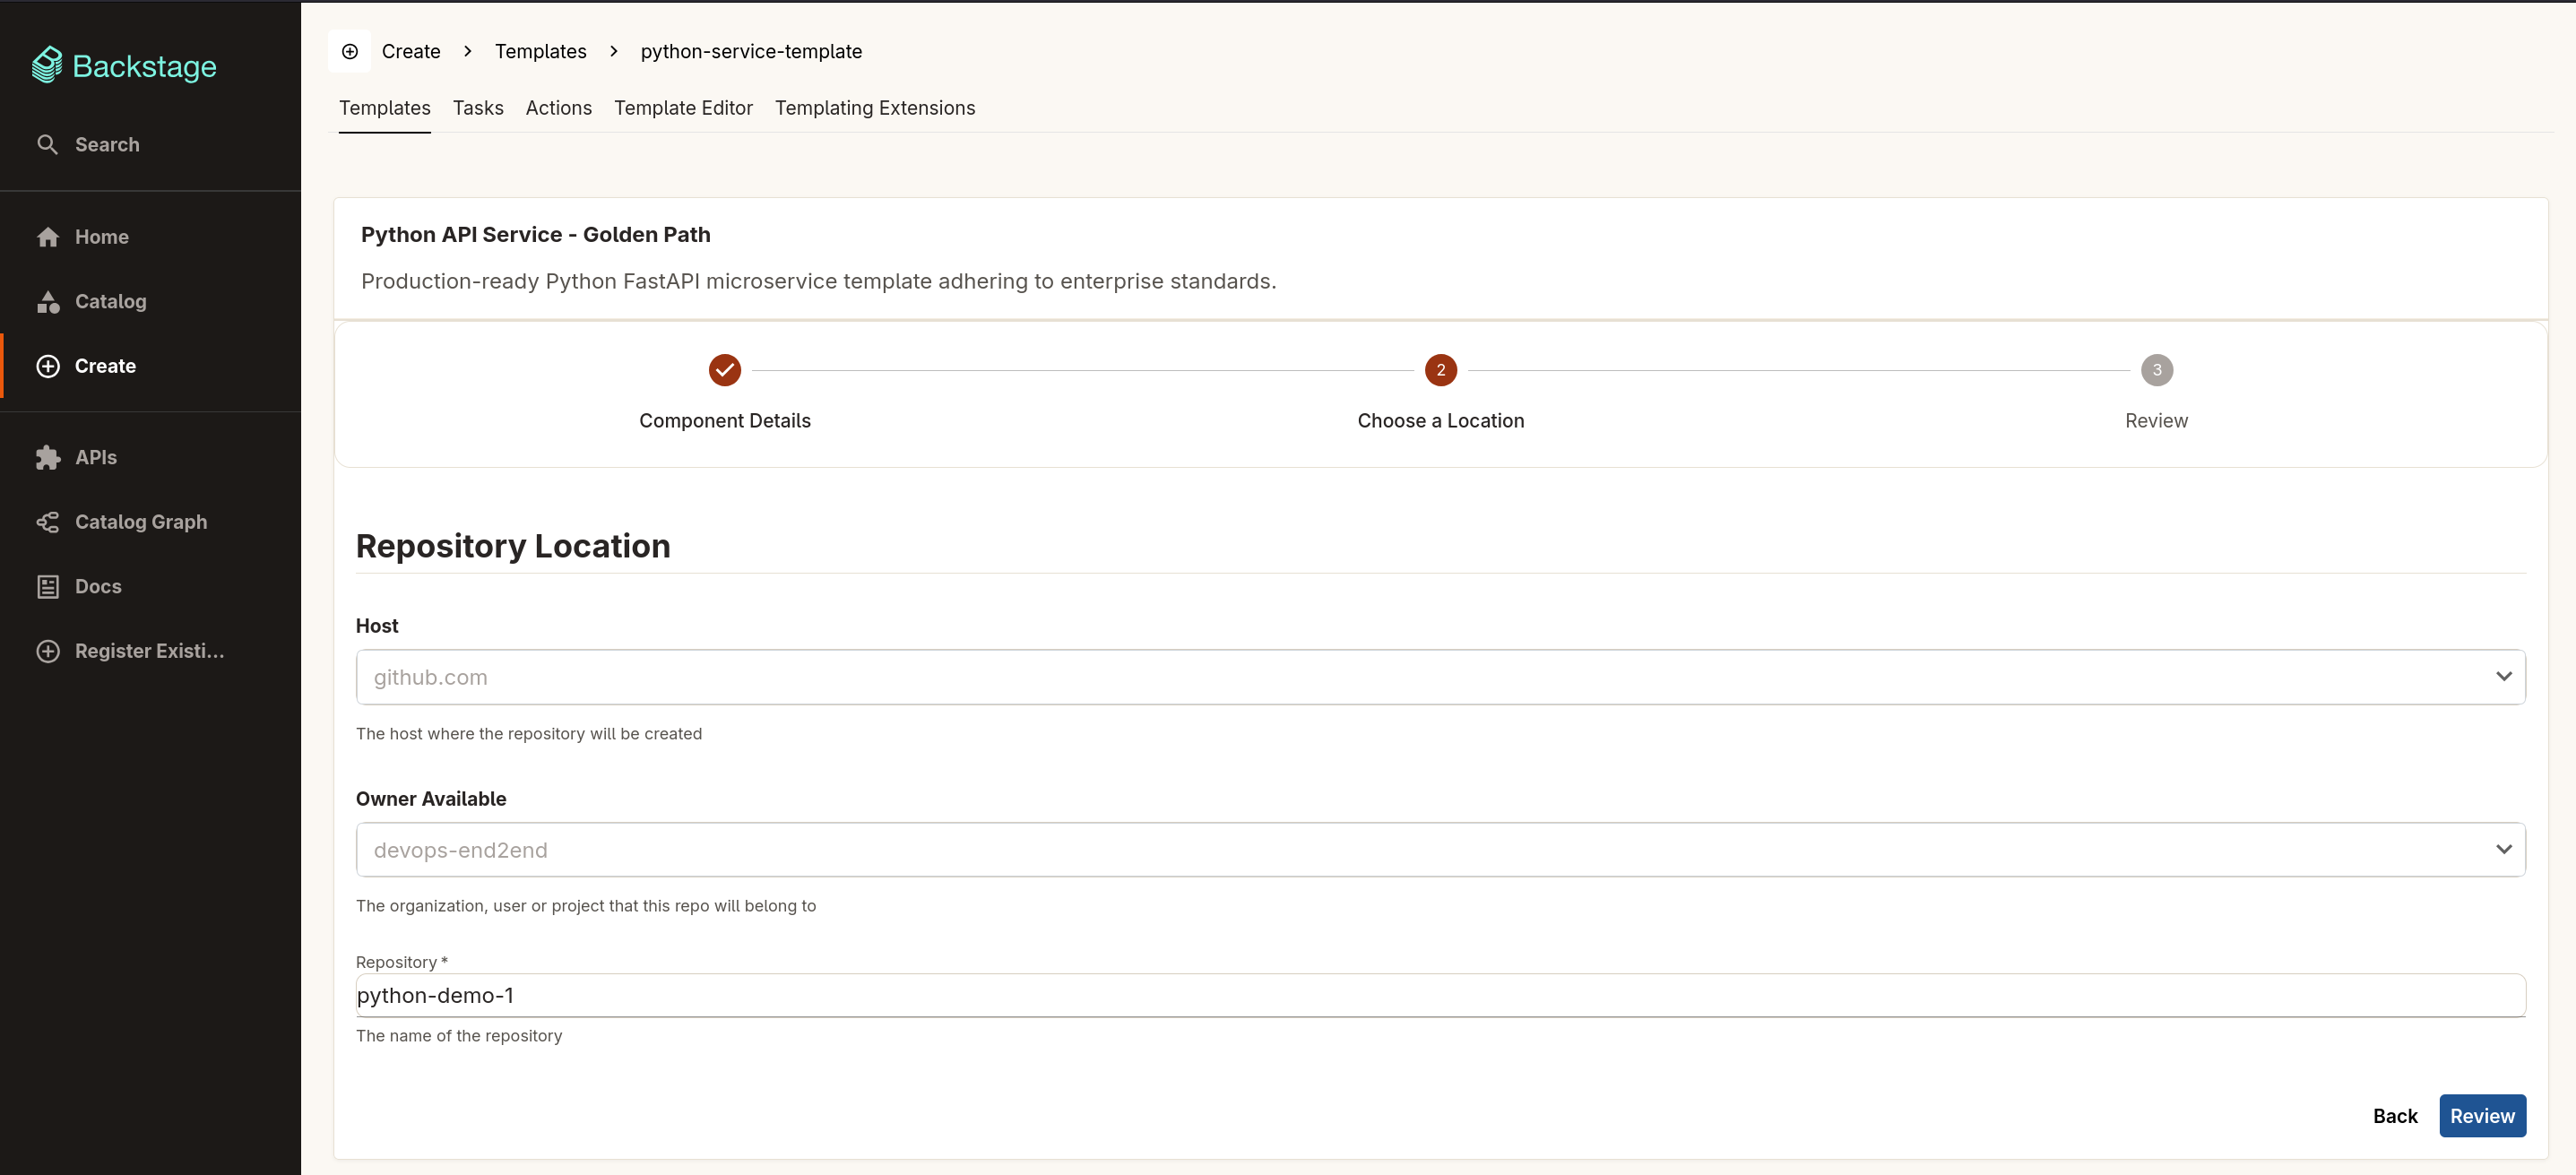 Backstage
Search
Home
Catalog
Create
APIs
Catalog Graph
Docs
Register Existi...
Create > Templates > python-service-template
Templates Tasks Actions Template Editor Templating Extensions
Python API Service - Golden Path
Production-ready Python FastAPI microservice template adhering to enterprise standards.
2 3
Component Details Choose a Location Review
Repository Location
Host
github.com
The host where the repository will be created
Owner Available
devops-end2end
The organization, user or project that this repo will belong to
Repository *
python-demo-1
The name of the repository
Back Review